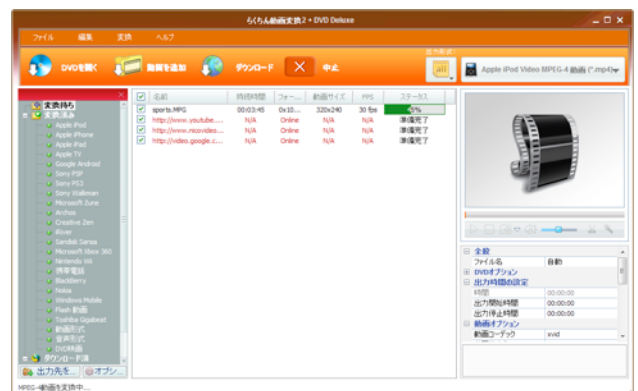 らくちん動画変換2 + DVD Deluxe
ファイル 編集 変換 ヘルプ
DVDを開く 動画を追加 ダウンロード 中止
出力形式:
all Apple iPod Video MPEG-4 動画 (*.mp4)
変換待ち
変換済み
Apple iPod
Apple iPhone
Apple iPad
Apple TV
Google Android
Sony PSP
Sony PS3
Sony Walkman
Microsoft Zune
Archos
Creative Zen
iRiver
Sandisk Sansa
Microsoft Xbox 360
Nintendo Wii
携帯電話
BlackBerry
Nokia
Windows Mobile
Flash 動画
Toshiba Gigabeat
動画形式
音声形式
DVD映画
ダウンロード済
出力先を... オプシ...
名前 持続時間 フォー... 動画サイズ FPS ステータス
sports.MPG 00:03:45 0x10... 320x240 30 fps
http://www.youtube.... N/A Online N/A N/A 準備完了
http://www.nicovideo... N/A Online N/A N/A 準備完了
http://video.google.c... N/A Online N/A N/A 準備完了
全般
ファイル名 自動
DVDオプション
出力時間の設定
時間 00:00:00
出力開始時間 00:00:00
出力停止時間 00:00:00
動画オプション
動画コーデック xvid
MPEG-4動画を変換中...